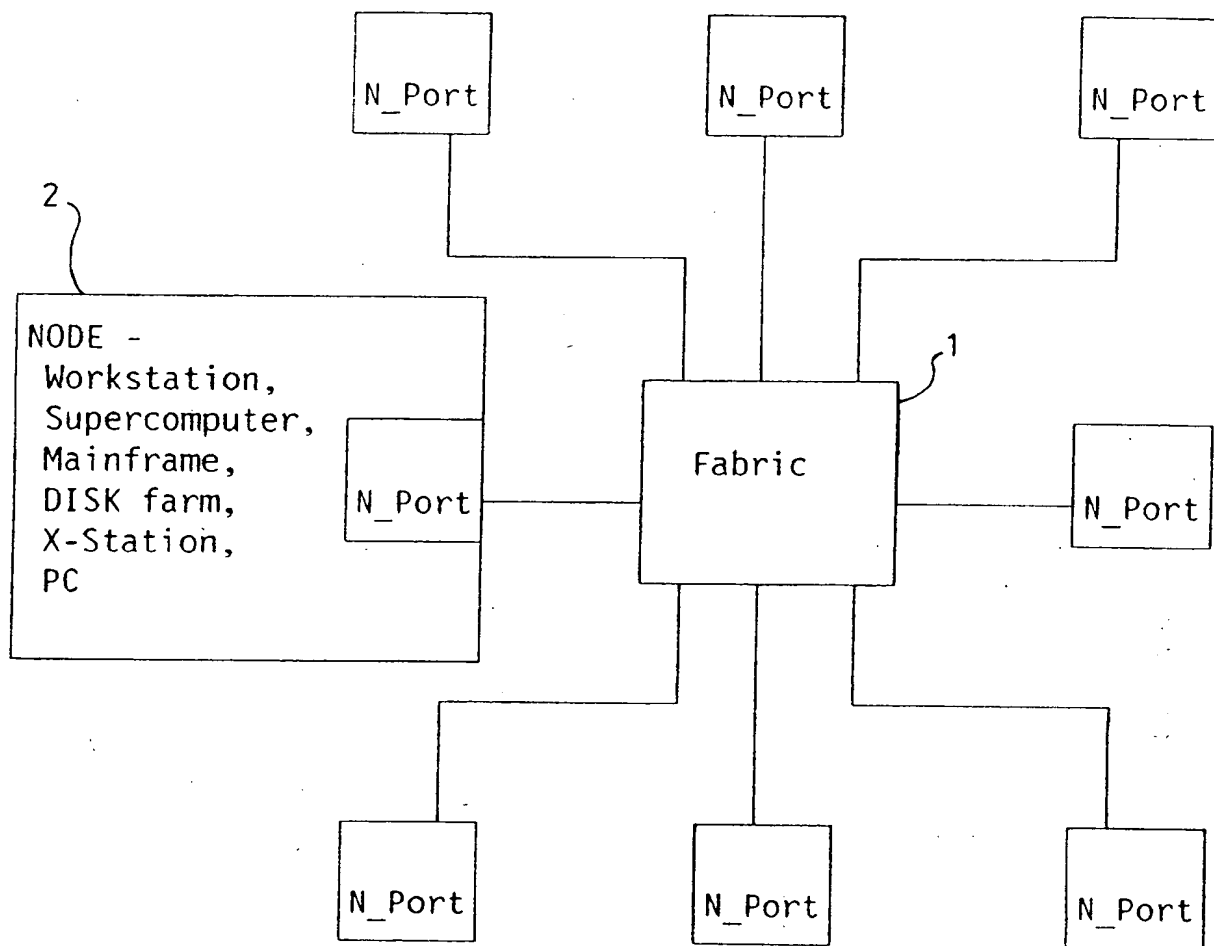 N_Port
N_Port
N_Port
2
NODE -
Workstation,
Supercomputer,
Mainframe,
DISK farm,
X-Station,
PC
N_Port
1
Fabric
N_Port
N_Port
N_Port
N_Port